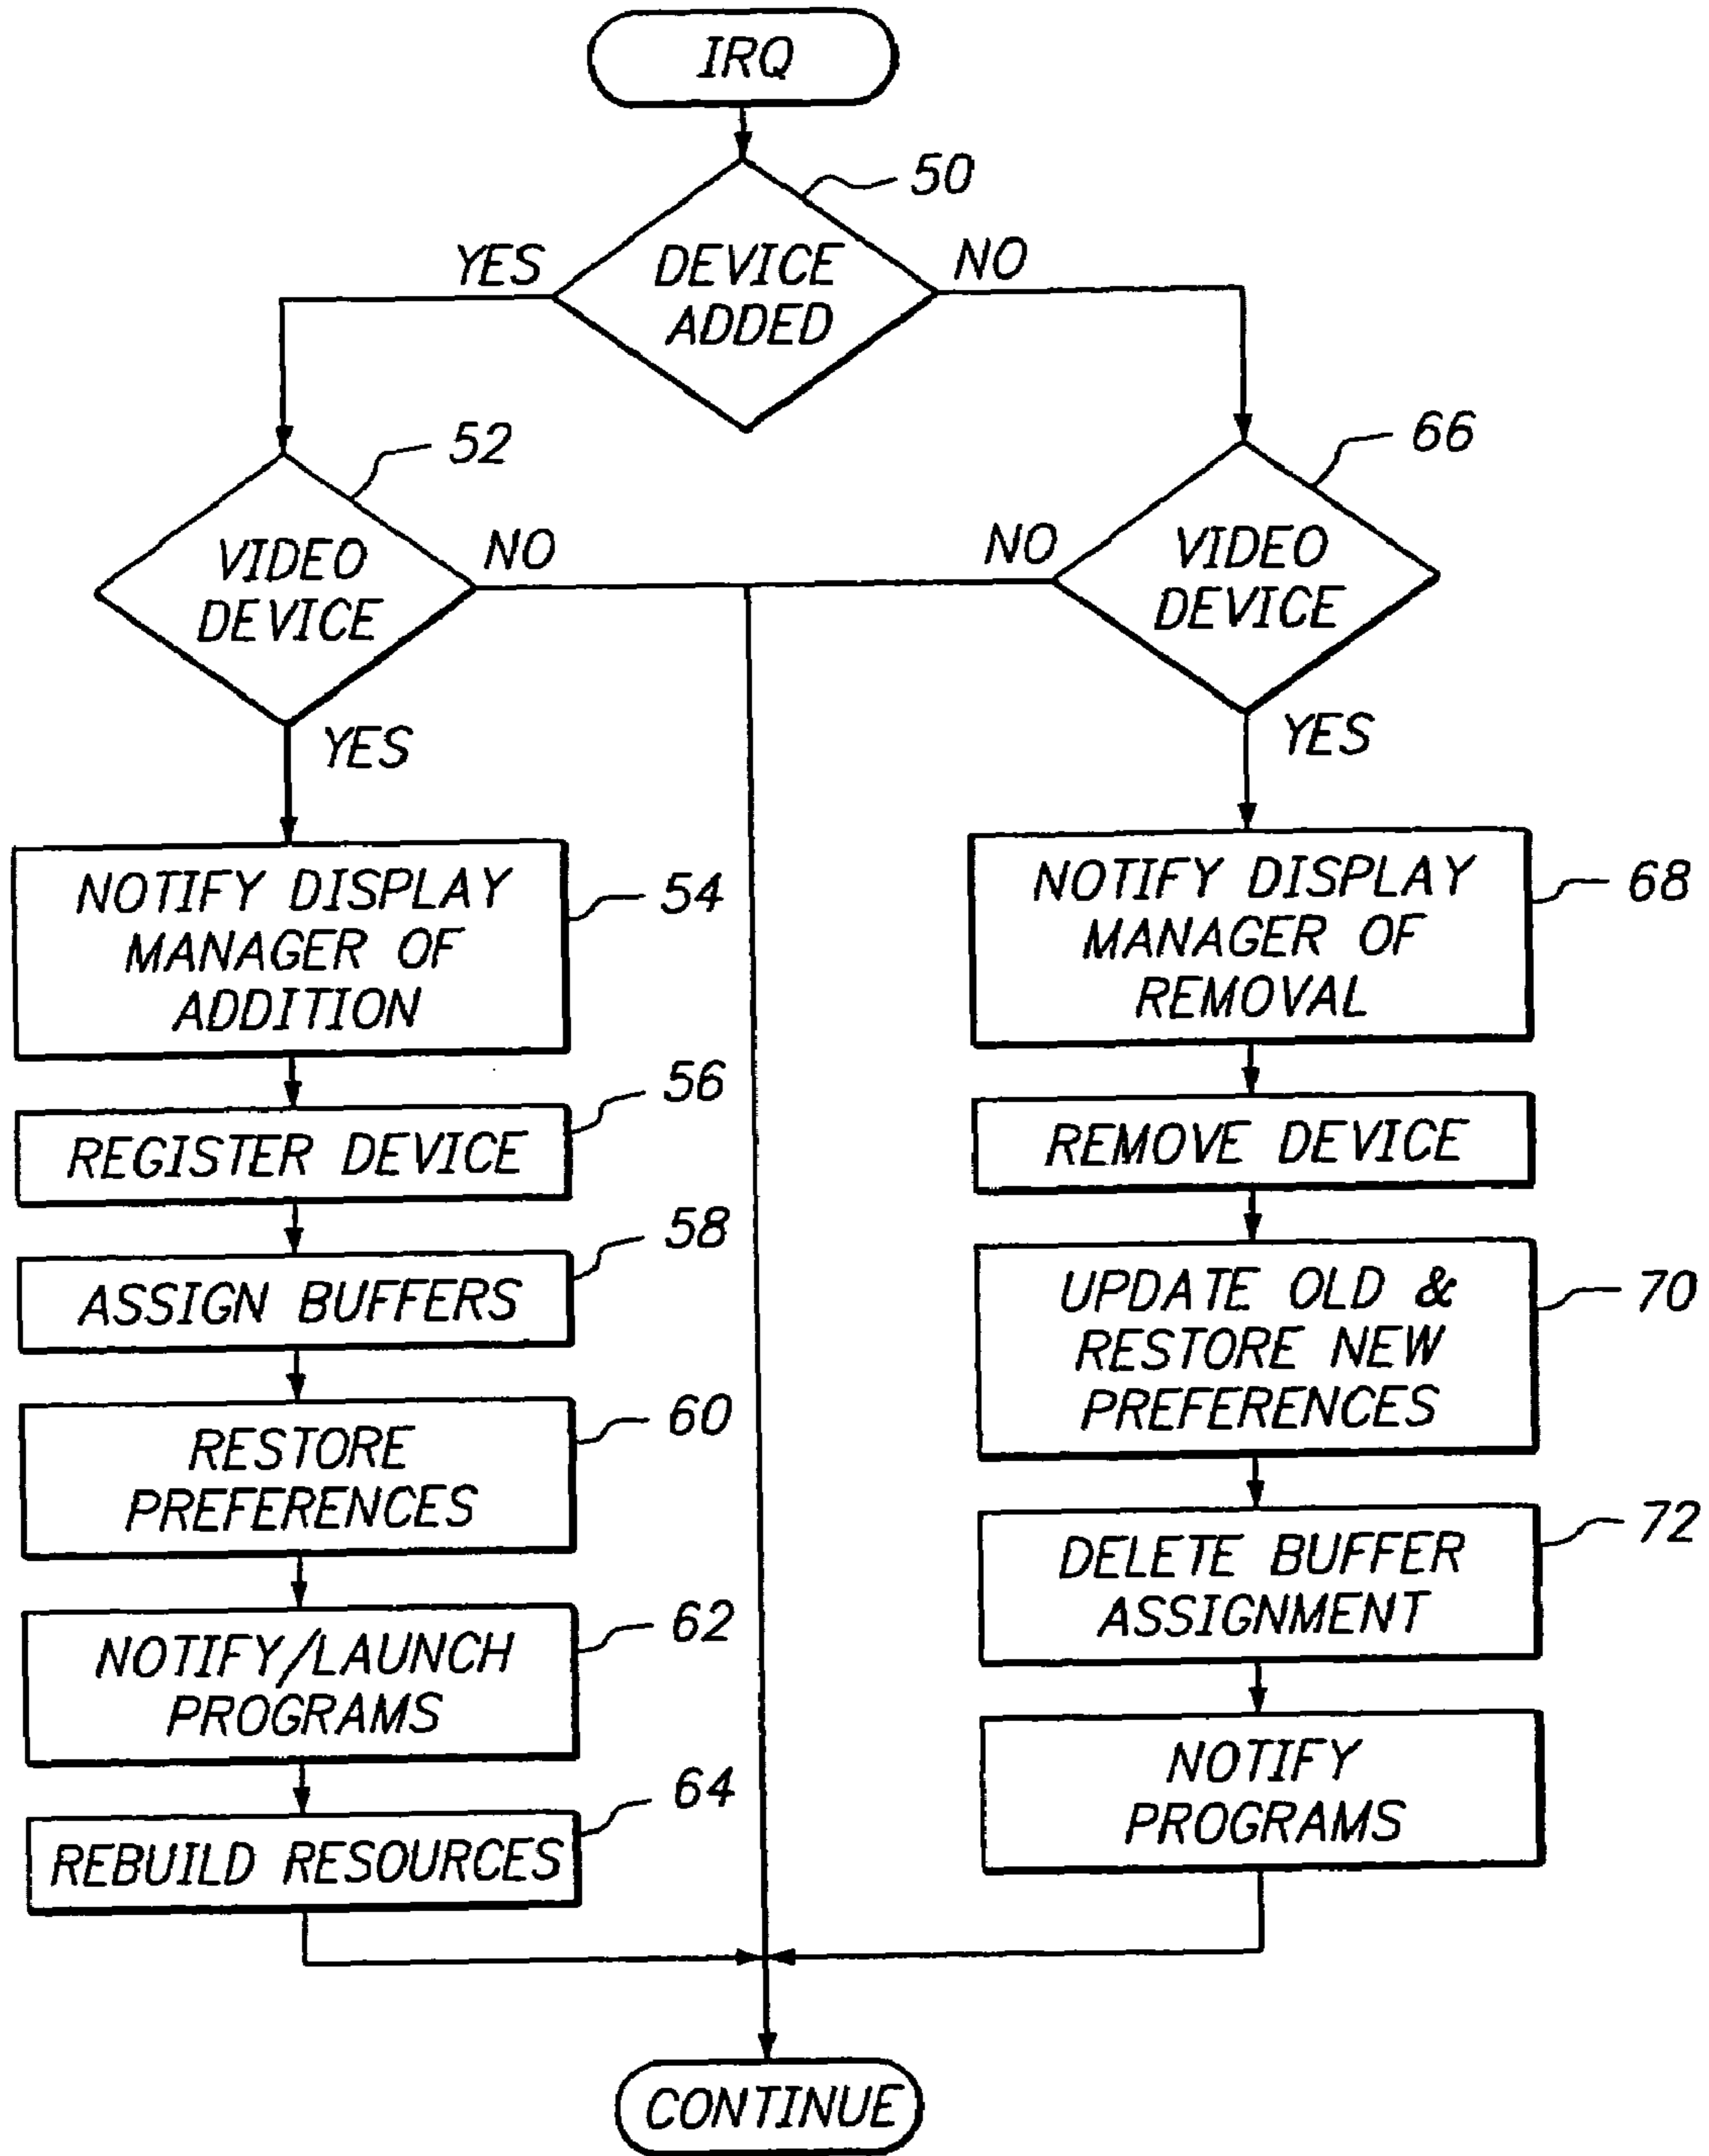 IRQ
50
YES
DEVICE
ADDED
NO
52
VIDEO
DEVICE
NO
YES
66
NO
VIDEO
DEVICE
YES
NOTIFY DISPLAY
MANAGER OF
ADDITION
54
REGISTER DEVICE
56
ASSIGN BUFFERS
58
RESTORE
PREFERENCES
60
NOTIFY/LAUNCH
PROGRAMS
62
REBUILD RESOURCES
64
NOTIFY DISPLAY
MANAGER OF
REMOVAL
68
REMOVE DEVICE
UPDATE OLD &
RESTORE NEW
PREFERENCES
70
DELETE BUFFER
ASSIGNMENT
72
NOTIFY
PROGRAMS
CONTINUE